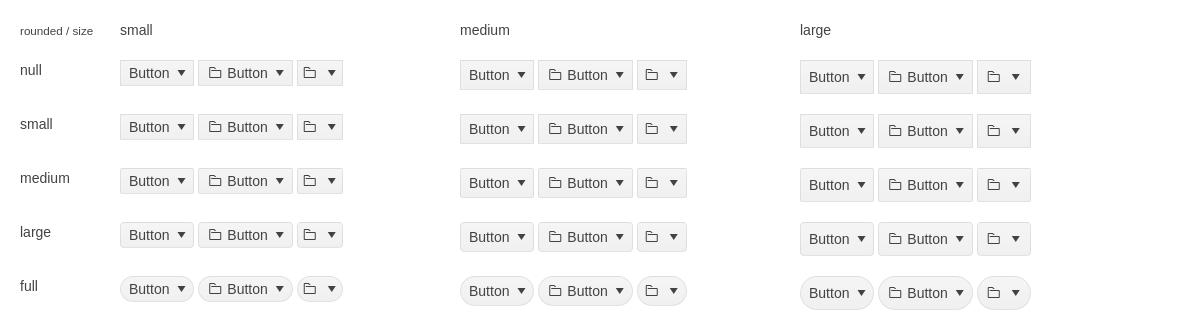 rounded / size small medium large
null Button Button Button Button Button Button
small Button Button Button Button Button Button
medium Button Button Button Button Button Button
large Button Button Button Button Button Button
full Button Button Button Button Button Button